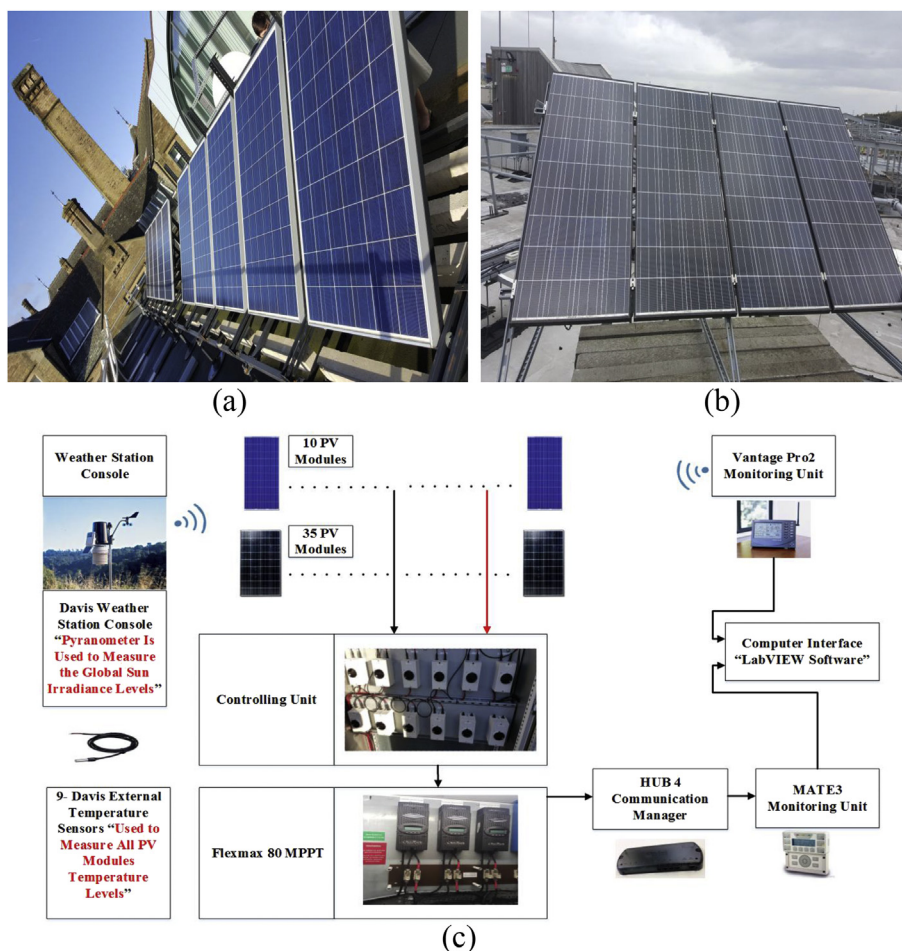 (a)
(b)
Weather Station
Console
10 PV
Modules
35 PV
Modules
Vantage Pro2
Monitoring Unit
Davis Weather
Station Console
“Pyranometer Is
Used to Measure
the Global Sun
Irradiance Levels”
Computer Interface
“LabVIEW Software”
Controlling Unit
9- Davis External
Temperature
Sensors “Used to
Measure All PV
Modules
Temperature
Levels”
Flexmax 80 MPPT
HUB 4
Communication
Manager
MATE3
Monitoring Unit
(c)